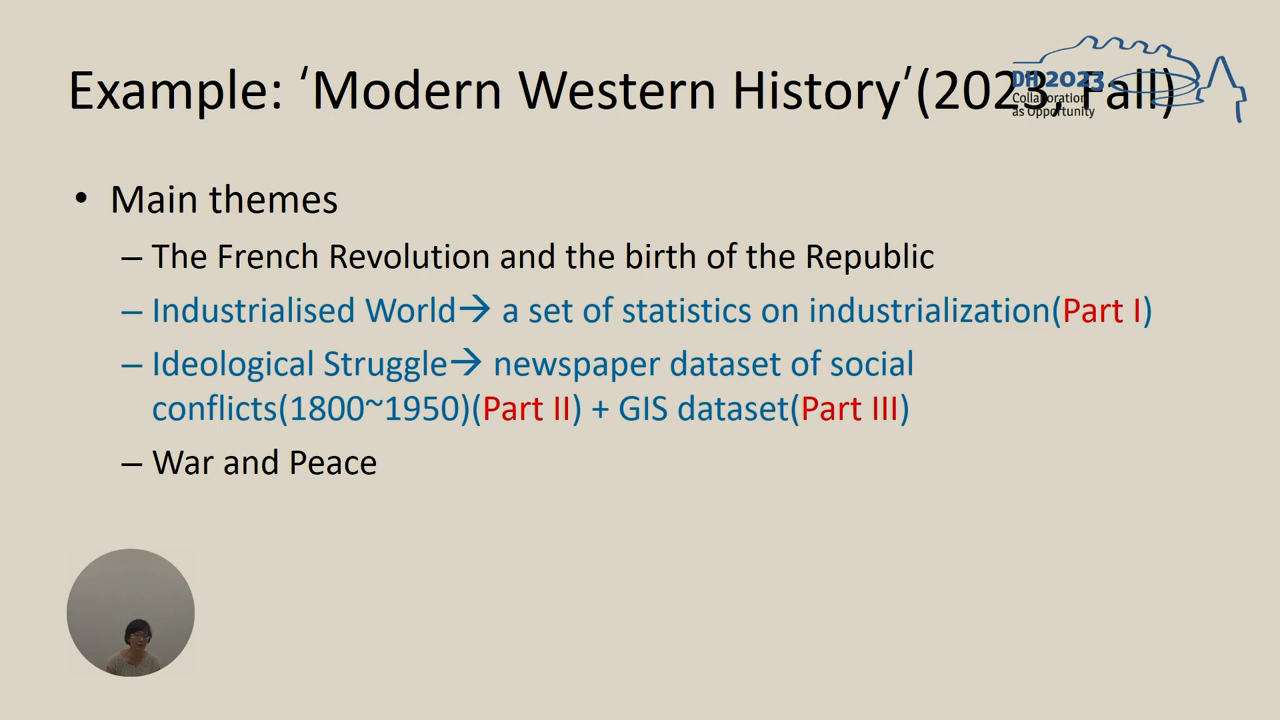 Example: ‘Modern Western History’(2023, Fall)
DH 2023
Collaboration
as Opportunity
• Main themes
– The French Revolution and the birth of the Republic
– Industrialised World→ a set of statistics on industrialization(Part I)
– Ideological Struggle→ newspaper dataset of social
conflicts(1800~1950)(Part II) + GIS dataset(Part III)
– War and Peace